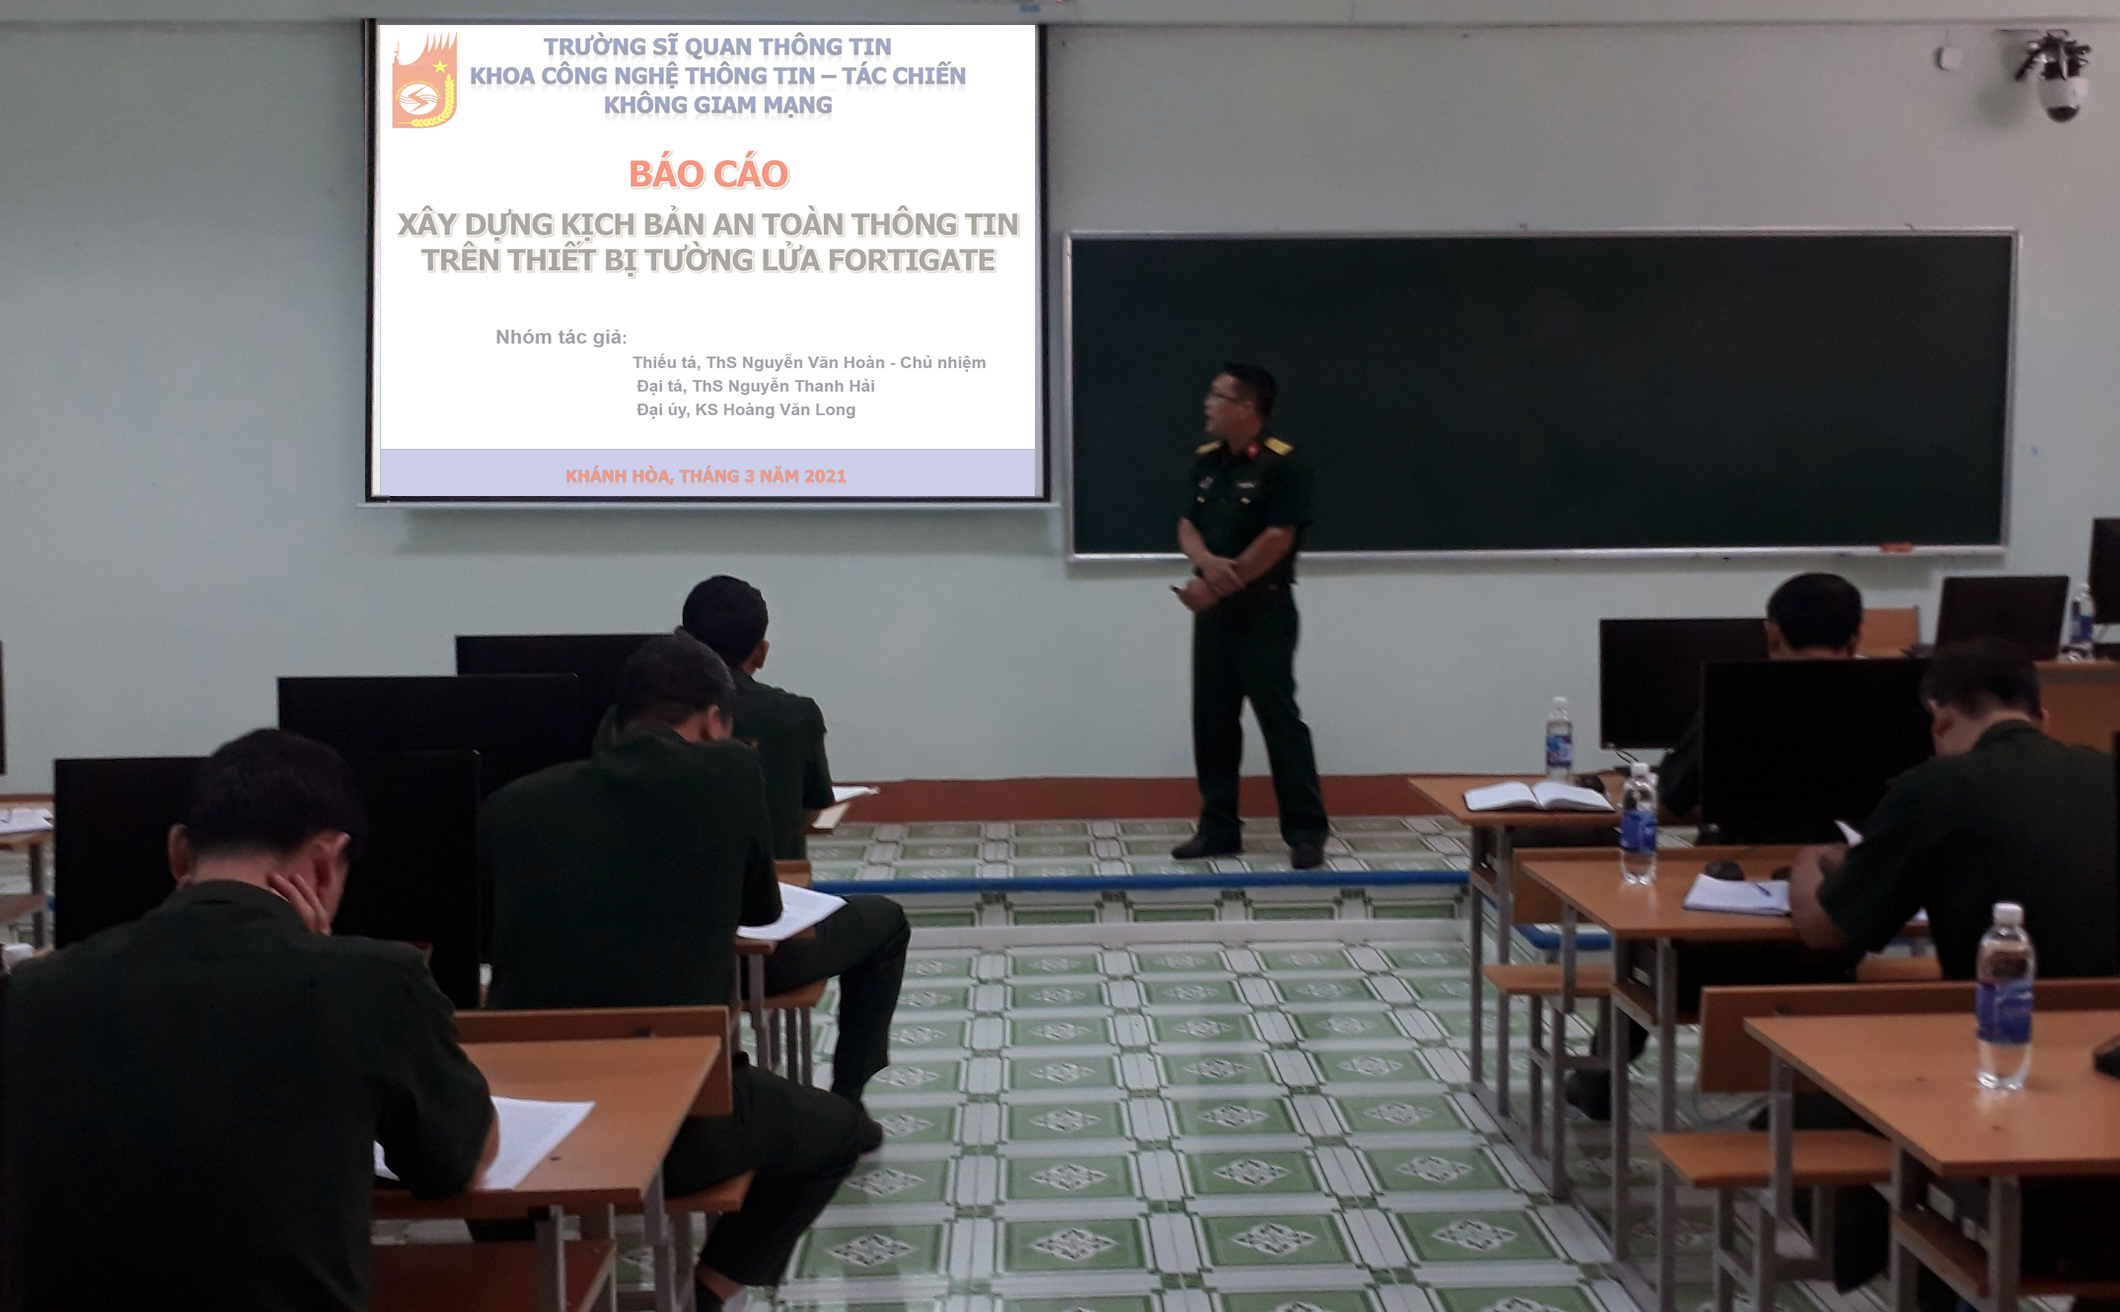 TRƯỜNG SĨ QUAN THÔNG TIN
KHOA CÔNG NGHỆ THÔNG TIN – TÁC CHIẾN
KHÔNG GIAM MẠNG
BÁO CÁO
XÂY DỰNG KỊCH BẢN AN TOÀN THÔNG TIN
TRÊN THIẾT BỊ TƯỜNG LỬA FORTIGATE
Nhóm tác giả:
Thiếu tá, ThS Nguyễn Văn Hoàn - Chủ nhiệm
Đại tá, ThS Nguyễn Thanh Hải
Đại úy, KS Hoàng Văn Long
KHÁNH HÒA, THÁNG 3 NĂM 2021